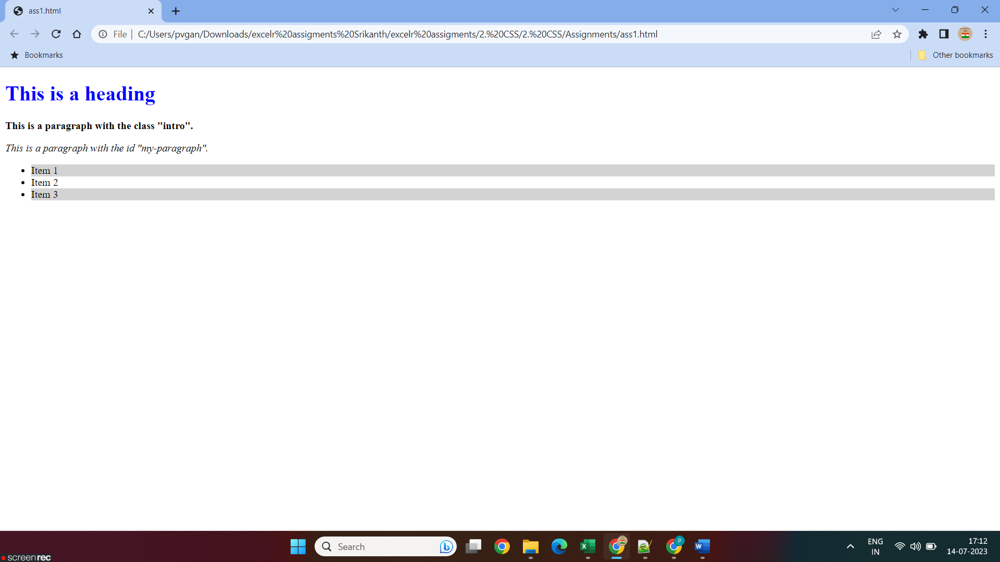 ass1.html
File
C:/Users/pvgan/Downloads/excelr%20assigments%20Srikanth/excelr%20assigments/2.%20CSS/2.%20CSS/Assignments/ass1.html
Bookmarks
Other bookmarks
This is a heading
This is a paragraph with the class "intro".
This is a paragraph with the id "my-paragraph".
Item 1
Item 2
Item 3
Search
ENG
IN
17:12
14-07-2023
screenrec